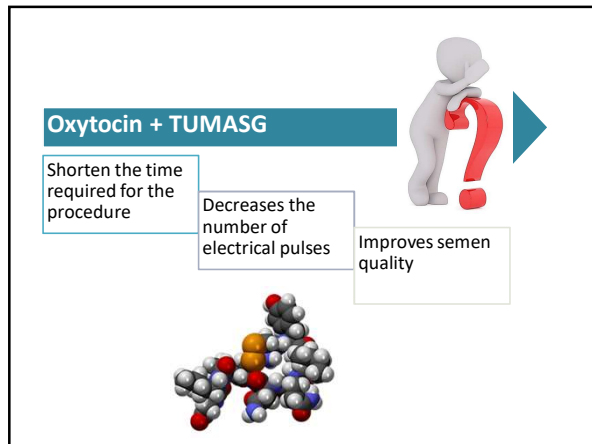 Oxytocin + TUMASG
Shorten the time
required for the
procedure
Decreases the
number of
electrical pulses
Improves semen
quality